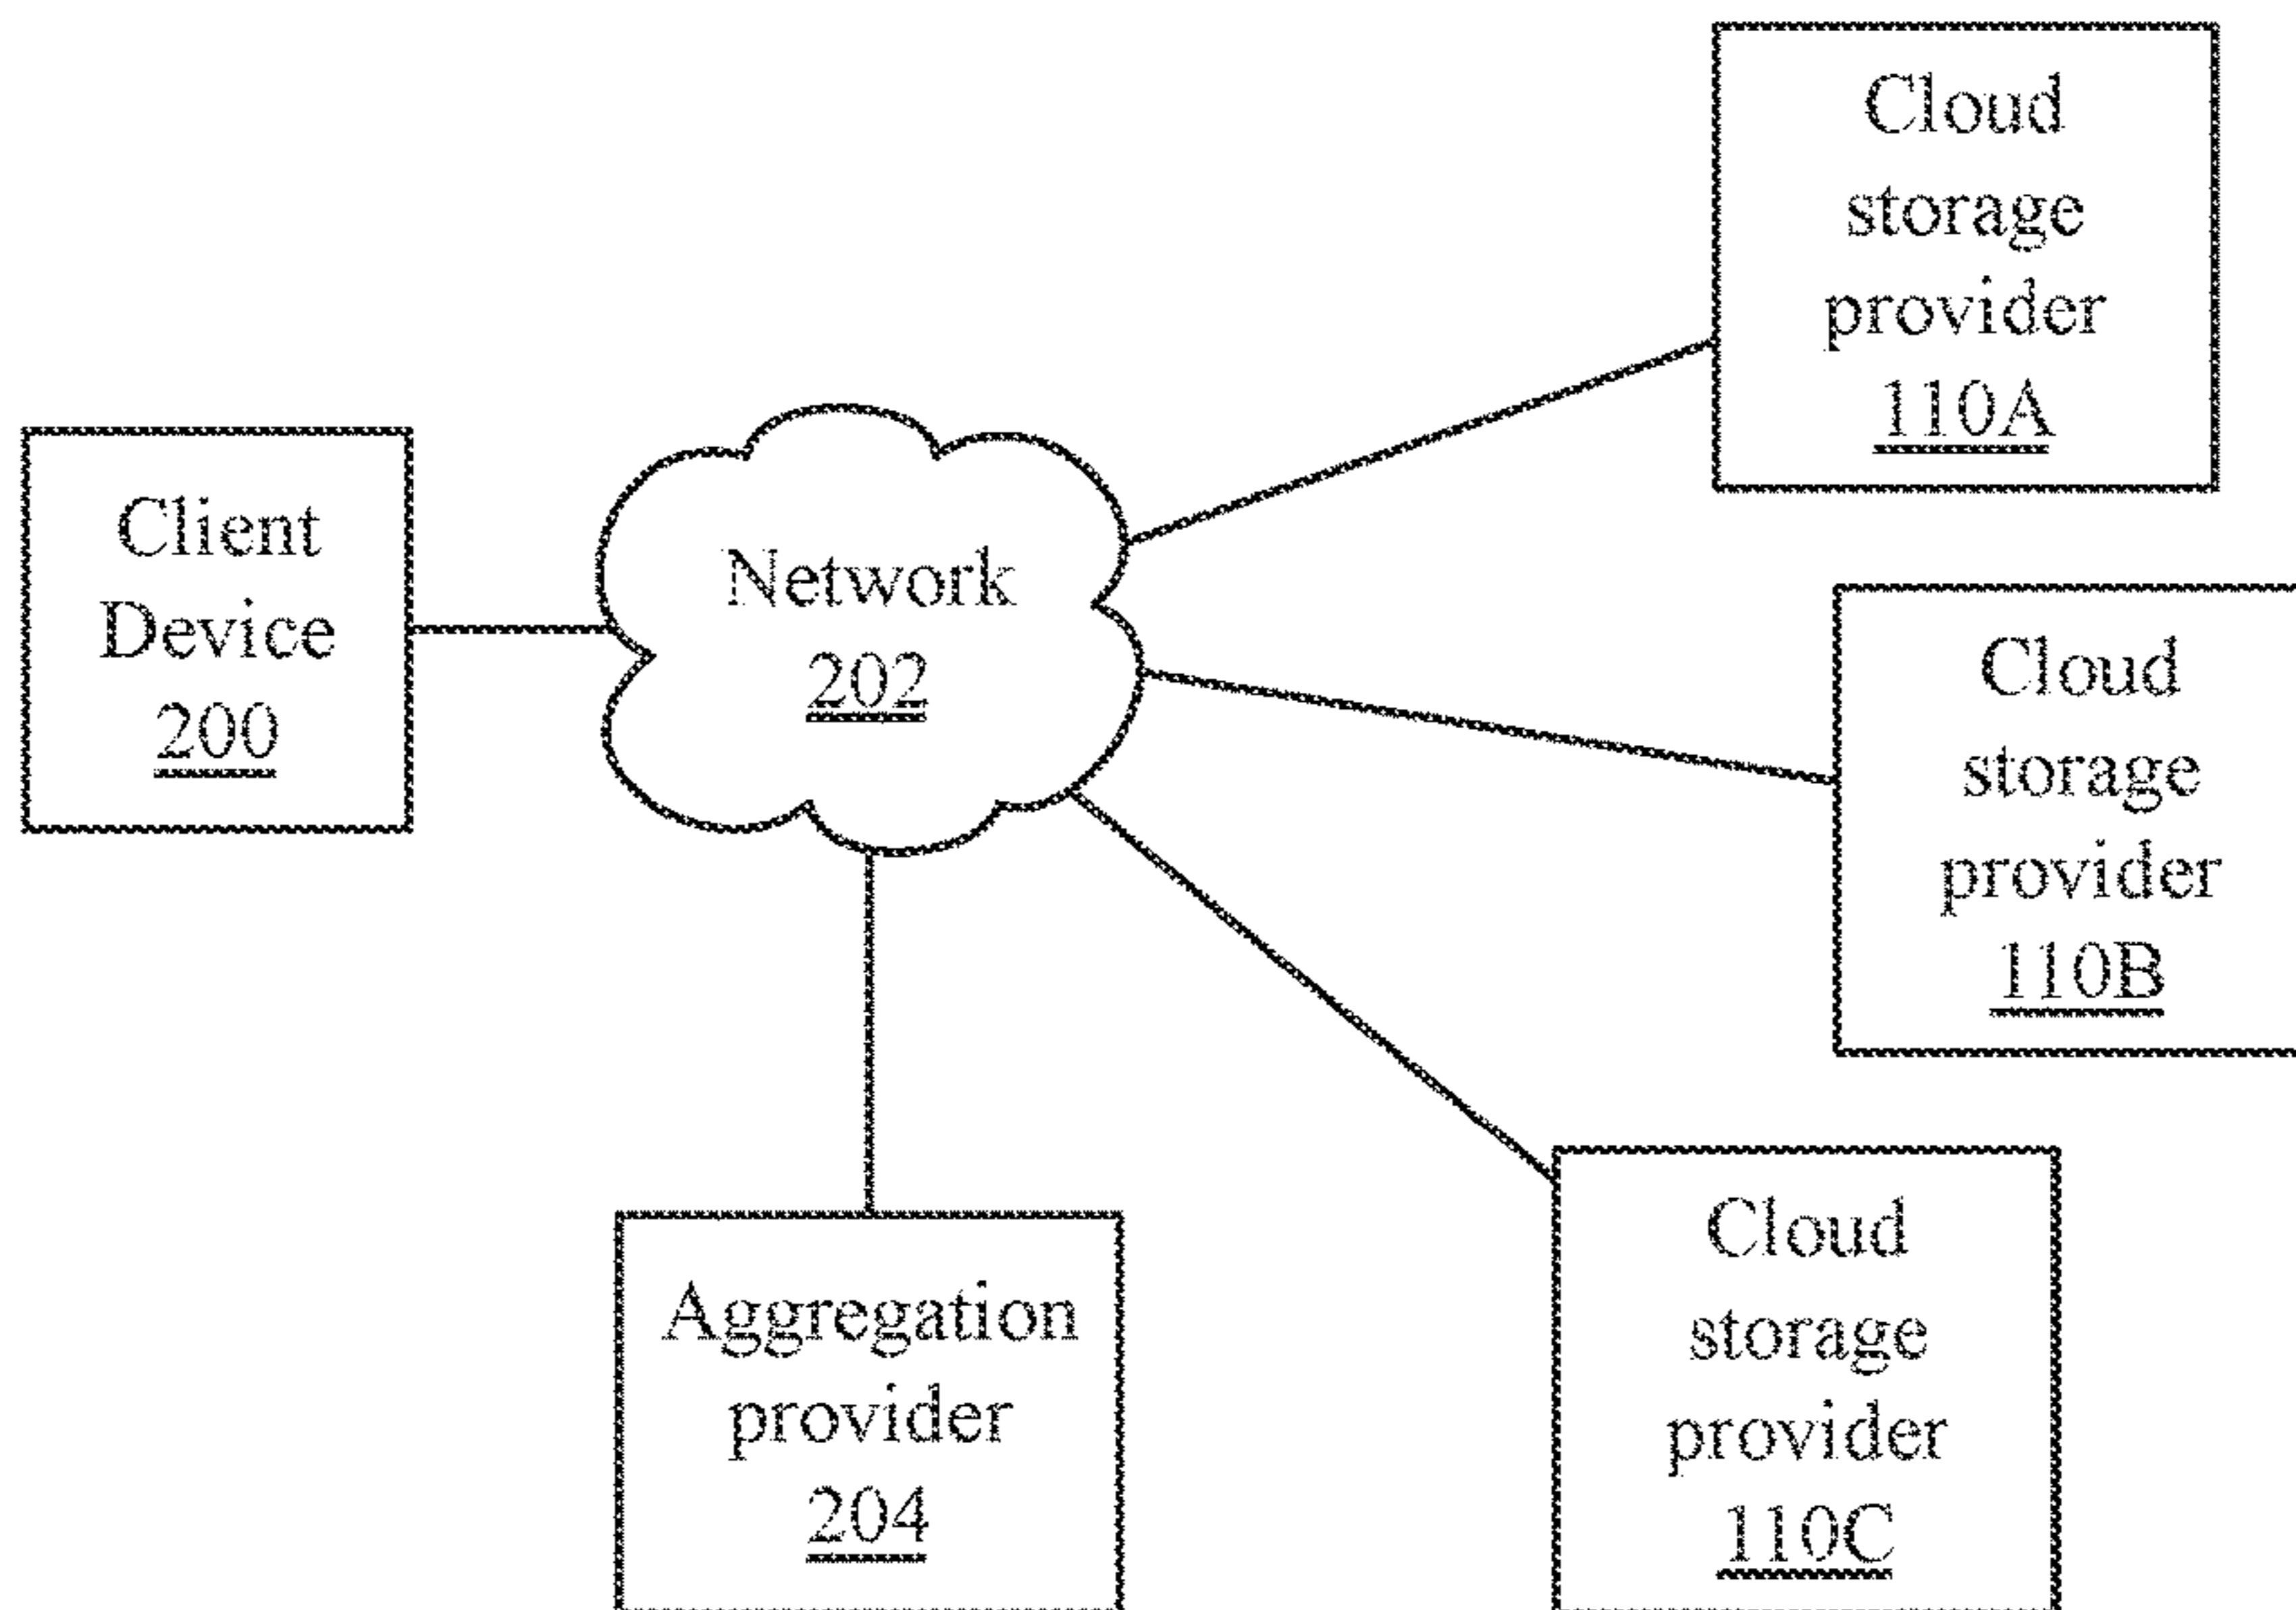 Cloud
storage
provider
110A
Client
Device
200
Network
202
Cloud
storage
provider
110B
Aggregation
provider
204
Cloud
storage
provider
110C